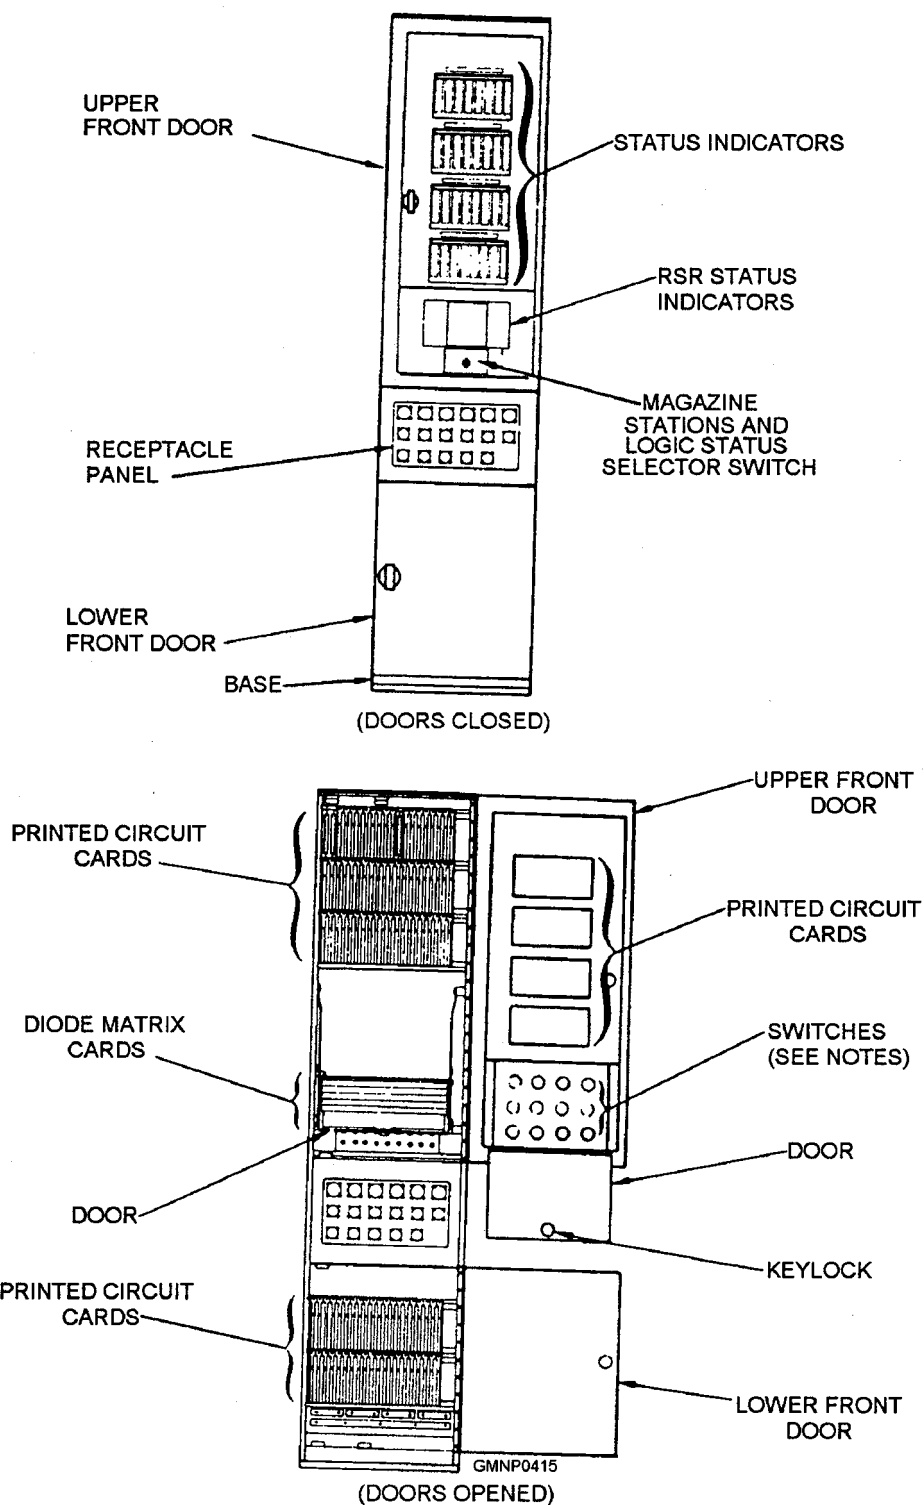 UPPER
FRONT DOOR
STATUS INDICATORS
RSR STATUS
INDICATORS
MAGAZINE
STATIONS AND
LOGIC STATUS
SELECTOR SWITCH
RECEPTACLE
PANEL
LOWER
FRONT DOOR
BASE
(DOORS CLOSED)
UPPER FRONT
DOOR
PRINTED CIRCUIT
CARDS
PRINTED CIRCUIT
CARDS
DIODE MATRIX
CARDS
SWITCHES
(SEE NOTES)
DOOR
DOOR
KEYLOCK
PRINTED CIRCUIT
CARDS
LOWER FRONT
DOOR
GMNP0415
(DOORS OPENED)